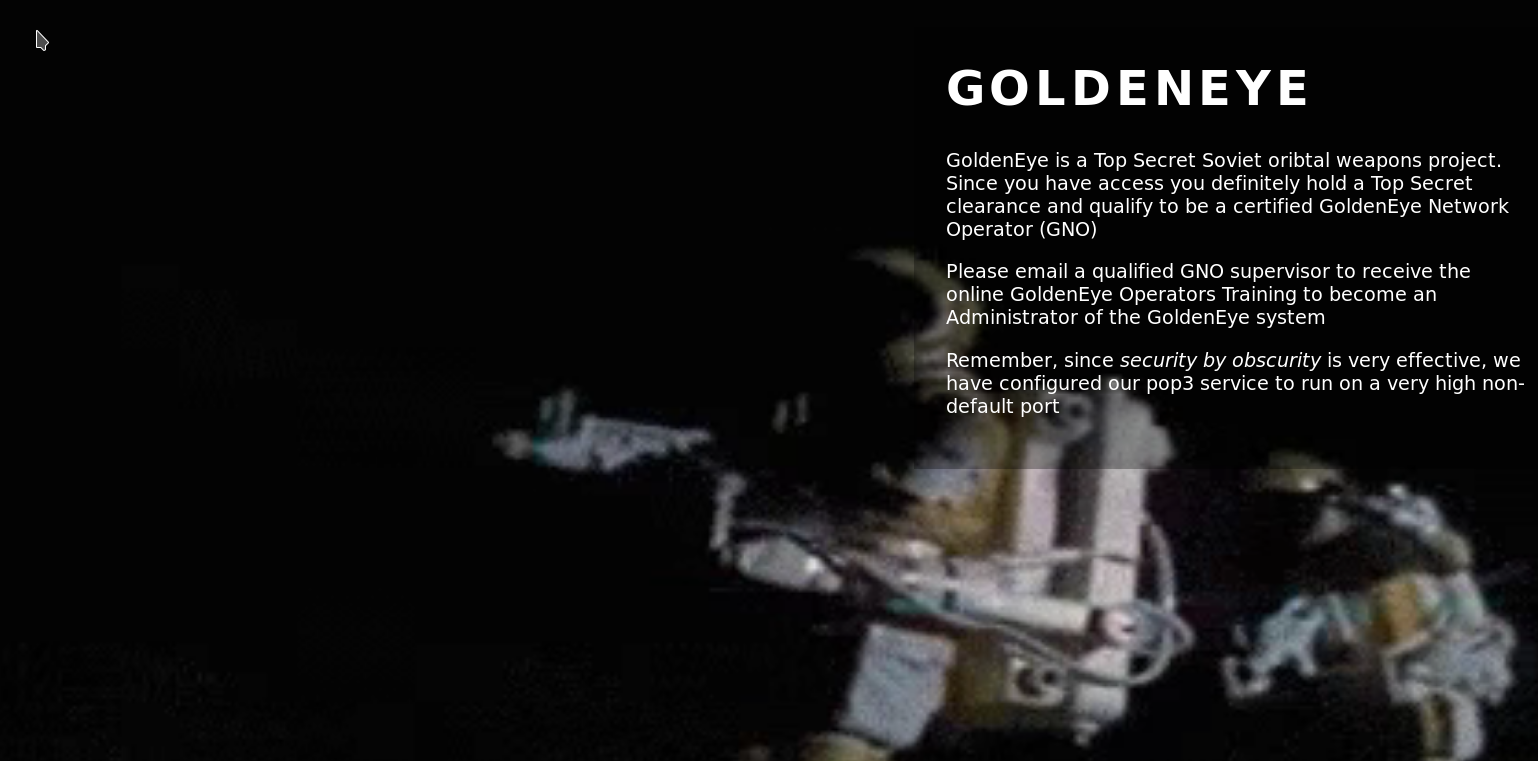 GOLDENEYE
GoldenEye is a Top Secret Soviet oribtal weapons project.
Since you have access you definitely hold a Top Secret
clearance and qualify to be a certified GoldenEye Network
Operator (GNO)
Please email a qualified GNO supervisor to receive the
online GoldenEye Operators Training to become an
Administrator of the GoldenEye system
Remember, since security by obscurity is very effective, we
have configured our pop3 service to run on a very high non-
default port